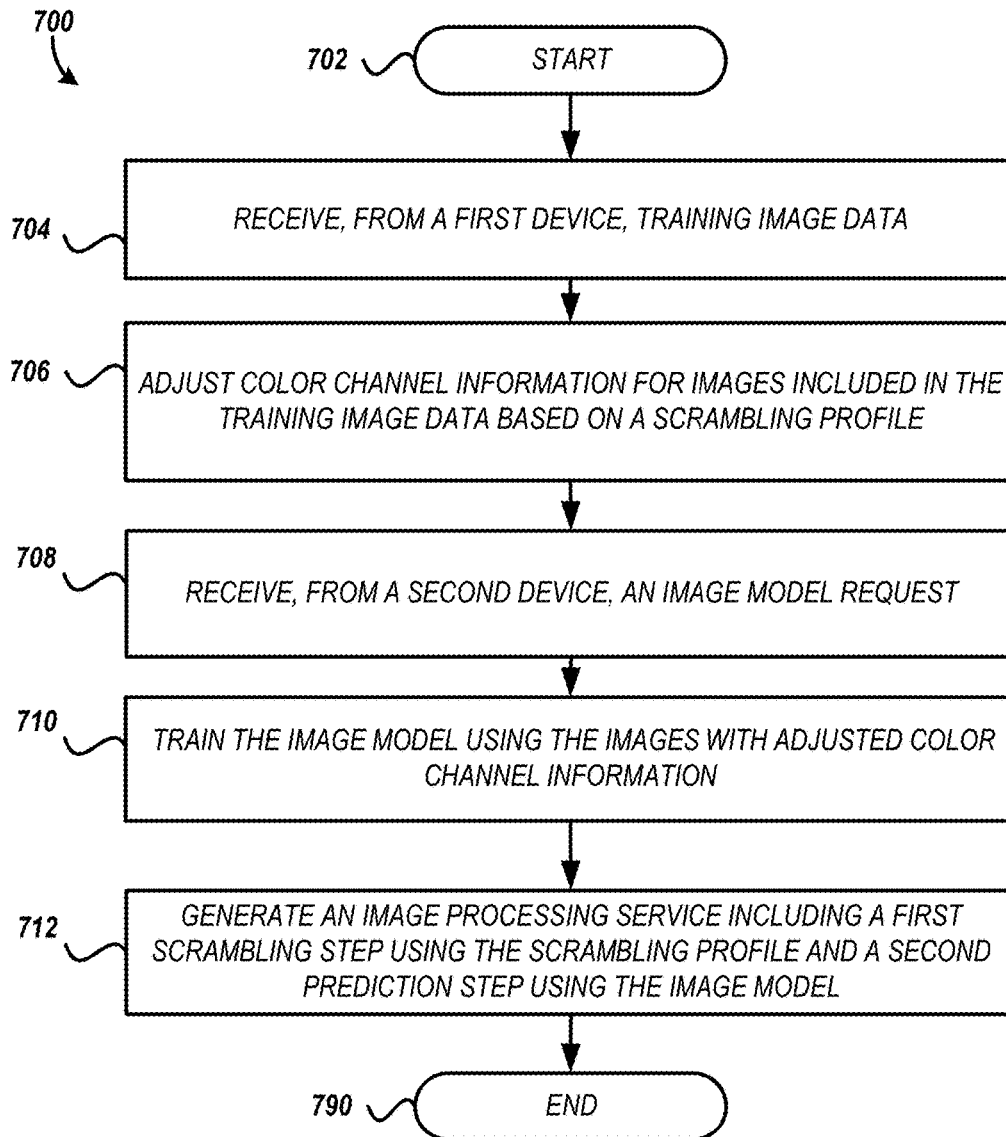 700
702
START
704
RECEIVE, FROM A FIRST DEVICE, TRAINING IMAGE DATA
706
ADJUST COLOR CHANNEL INFORMATION FOR IMAGES INCLUDED IN THE
TRAINING IMAGE DATA BASED ON A SCRAMBLING PROFILE
708
RECEIVE, FROM A SECOND DEVICE, AN IMAGE MODEL REQUEST
710
TRAIN THE IMAGE MODEL USING THE IMAGES WITH ADJUSTED COLOR
CHANNEL INFORMATION
712
GENERATE AN IMAGE PROCESSING SERVICE INCLUDING A FIRST
SCRAMBLING STEP USING THE SCRAMBLING PROFILE AND A SECOND
PREDICTION STEP USING THE IMAGE MODEL
790
END